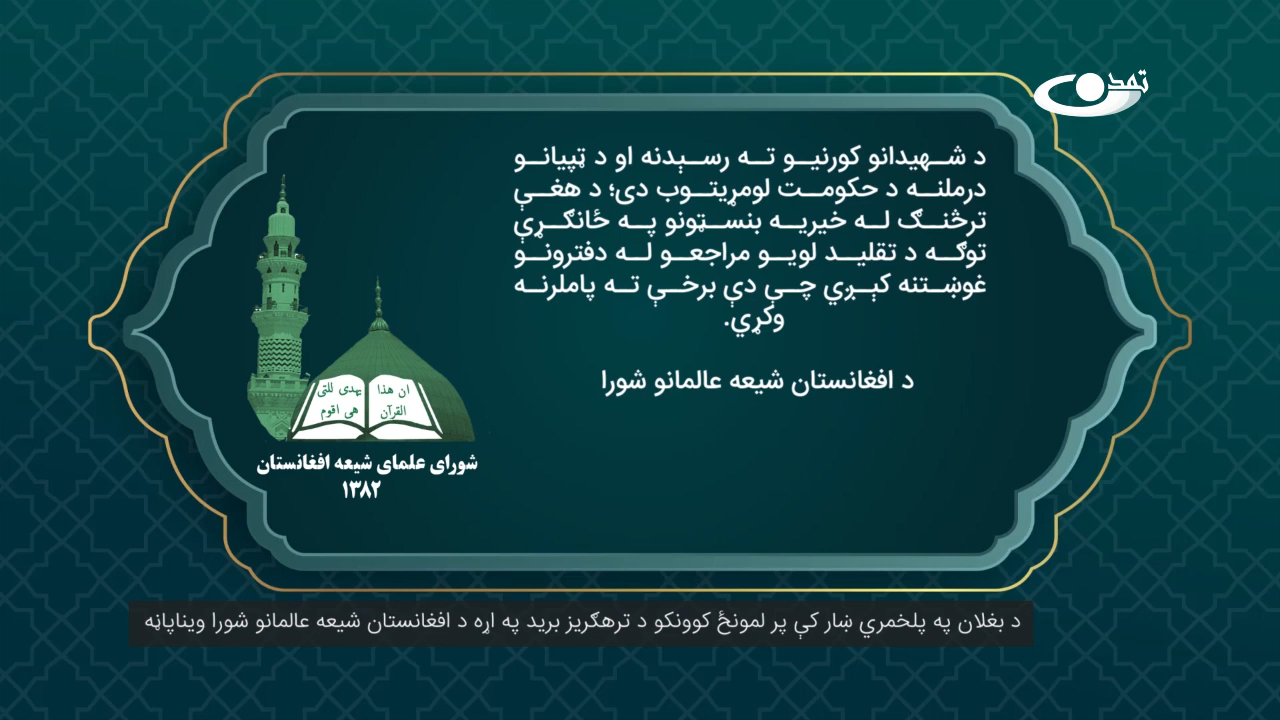 تمدن
د شهیدانو کورنیو ته رسېدنه او د ټپیانو
درملنه د حکومت لومړیتوب دی؛ د هغې
ترڅنګ له خیریه بنسټونو په ځانګړې
توګه د تقلید لویو مراجعو له دفترونو
غوښتنه کېږي چې دې برخې ته پاملرنه
وکړي.
د افغانستان شیعه عالمانو شورا
ان هذا یهدی للتی
القرآن هی اقوم
شورای علمای شیعه افغانستان
۱۳۸۲
د بغلان په پلخمري ښار کې پر لمونځ کوونکو د ترهګریز برید په اړه د افغانستان شیعه عالمانو شورا ویناپاڼه